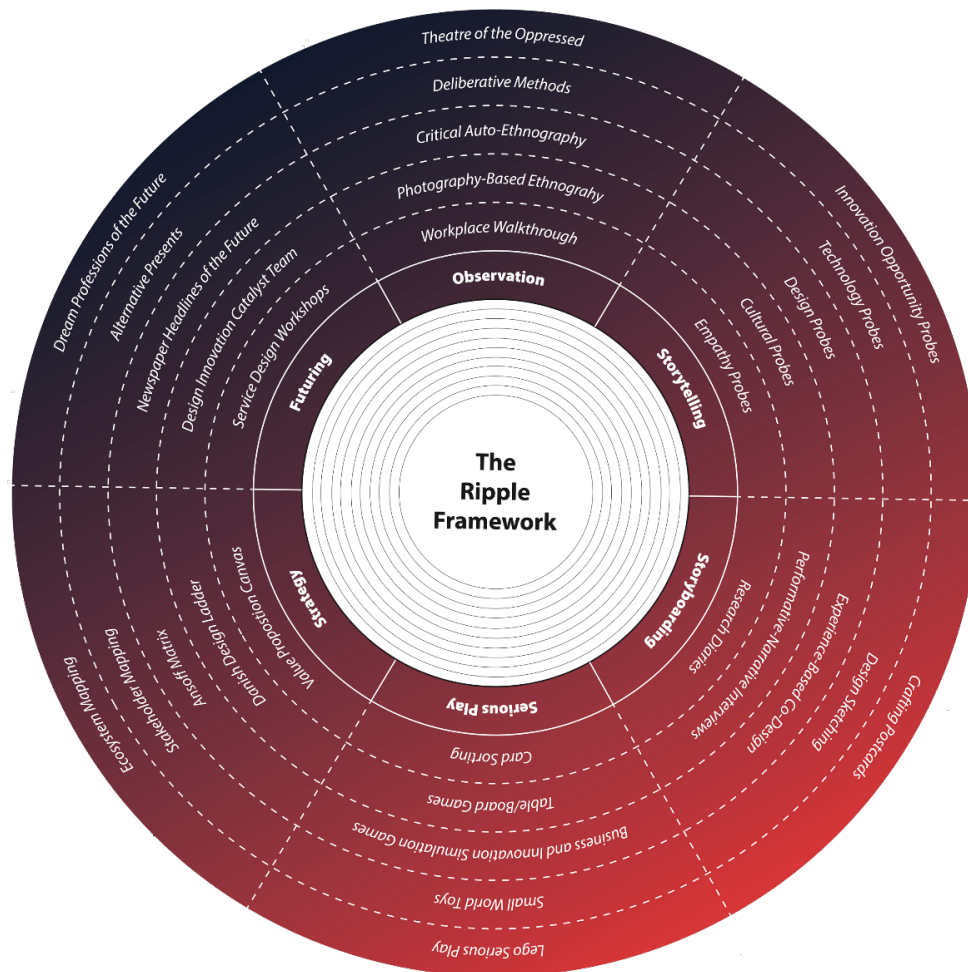 The
Ripple
Framework
Observation
Workplace Walkthrough
Photography-Based Ethnograhy
Critical Auto-Ethnography
Deliberative Methods
Theatre of the Oppressed
Storytelling
Empathy Probes
Cultural Probes
Design Probes
Technology Probes
Innovation Opportunity Probes
Storyboarding
Research Diaries
Performative-Narrative Interviews
Experience-Based Co-Design
Design Sketching
Crafting Postcards
Serious Play
Card Sorting
Table/Board Games
Business and Innovation Simulation Games
Small World Toys
Lego Serious Play
Strategy
Value Propostion Canvas
Danish Design Ladder
Ansoff Matrix
Stakeholder Mapping
Ecosystem Mapping
Futuring
Service Design Workshops
Design Innovation Catalyst Team
Newspaper Headlines of the Future
Alternative Presents
Dream Professions of the Future